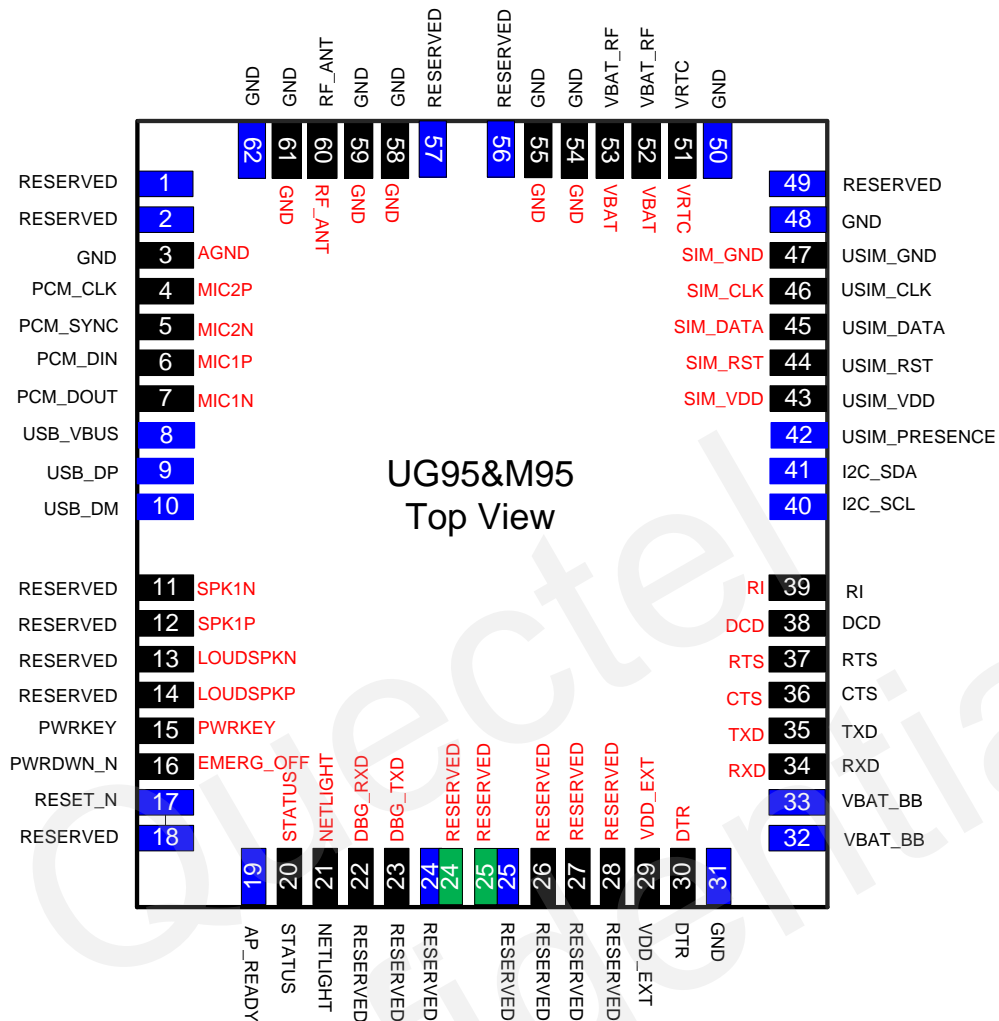 GND GND RF_ANT GND GND RESERVED RESERVED GND GND VBAT_RF VBAT_RF VRTC GND
62 61 60 59 58 57 56 55 54 53 52 51 50
GND RF_ANT GND GND GND GND VBAT VBAT VRTC
RESERVED 1 49 RESERVED
RESERVED 2 48 GND
GND 3 AGND SIM_GND 47 USIM_GND
PCM_CLK 4 MIC2P SIM_CLK 46 USIM_CLK
PCM_SYNC 5 MIC2N SIM_DATA 45 USIM_DATA
PCM_DIN 6 MIC1P SIM_RST 44 USIM_RST
PCM_DOUT 7 MIC1N SIM_VDD 43 USIM_VDD
USB_VBUS 8 42 USIM_PRESENCE
UG95&M95
USB_DP 9 41 I2C_SDA
USB_DM 10 40 I2C_SCL
Top View
RESERVED 11 SPK1N RI 39 RI
RESERVED 12 SPK1P DCD 38 DCD
RESERVED 13 LOUDSPKN RTS 37 RTS
RESERVED 14 LOUDSPKP CTS 36 CTS
PWRKEY 15 PWRKEY TXD 35 TXD
PWRDWN_N 16 EMERG_OFF RXD 34 RXD
RESET_N 17 33 VBAT_BB
RESERVED 18 32 VBAT_BB
STATUS NETLIGHT DBG_RXD DBG_TXD RESERVED RESERVED RESERVED RESERVED RESERVED VDD_EXT DTR
19 20 21 22 23 24 24 25 25 26 27 28 29 30 31
AP_READY STATUS NETLIGHT RESERVED RESERVED RESERVED RESERVED RESERVED RESERVED RESERVED VDD_EXT DTR GND
Quectel